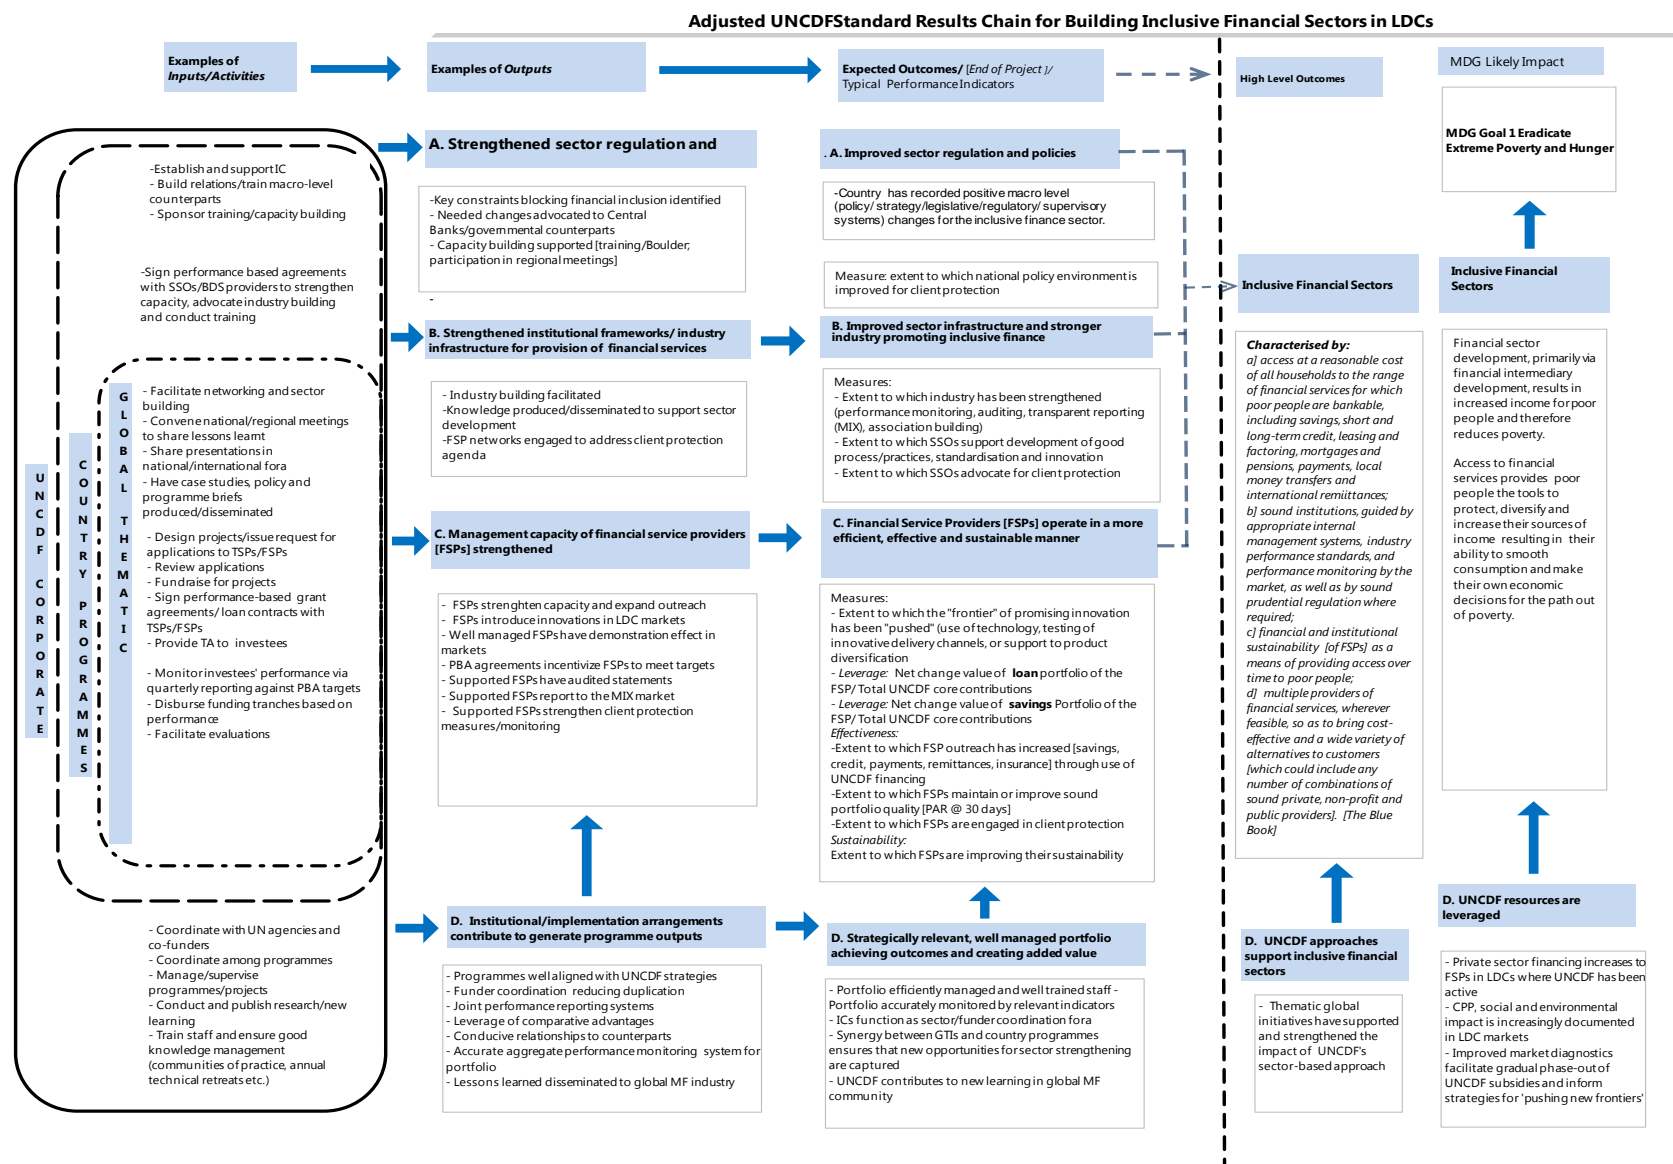 Adjusted UNCDFStandard Results Chain for Building Inclusive Financial Sectors in LDCs
Examples of
Inputs/Activities
Examples of Outputs
Expected Outcomes/ [End of Project ]/
Typical Performance Indicators
High Level Outcomes
MDG Likely Impact
MDG Goal 1 Eradicate
Extreme Poverty and Hunger
-Establish and support IC
- Build relations/train macro-level
counterparts
- Sponsor training/capacity building
-Sign performance based agreements
with SSOs/BDS providers to strengthen
capacity, advocate industry building
and conduct training
- Facilitate networking and sector
building
- Convene national/regional meetings
to share lessons learnt
- Share presentations in
national/international fora
- Have case studies, policy and
programme briefs
produced/disseminated
- Design projects/issue request for
applications to TSPs/FSPs
- Review applications
- Fundraise for projects
- Sign performance-based grant
agreements/ loan contracts with
TSPs/FSPs
- Provide TA to investees
- Monitor investees' performance via
quarterly reporting against PBA targets
- Disburse funding tranches based on
performance
- Facilitate evaluations
UNCDF CORPORATE
COUNTRY PROGRAMMES
GLOBAL THEMATIC
- Coordinate with UN agencies and
co-funders
- Coordinate among programmes
- Manage/supervise
programmes/projects
- Conduct and publish research/new
learning
- Train staff and ensure good
knowledge management
(communities of practice, annual
technical retreats etc.)
A. Strengthened sector regulation and
-Key constraints blocking financial inclusion identified
- Needed changes advocated to Central
Banks/governmental counterparts
- Capacity building supported [training/Boulder;
participation in regional meetings]
-
B. Strengthened institutional frameworks/ industry
infrastructure for provision of financial services
- Industry building facilitated
-Knowledge produced/disseminated to support sector
development
-FSP networks engaged to address client protection
agenda
C. Management capacity of financial service providers
[FSPs] strengthened
- FSPs strenghten capacity and expand outreach
- FSPs introduce innovations in LDC markets
- Well managed FSPs have demonstration effect in
markets
- PBA agreements incentivize FSPs to meet targets
- Supported FSPs have audited statements
- Supported FSPs report to the MIX market
- Supported FSPs strengthen client protection
measures/monitoring
D. Institutional/implementation arrangements
contribute to generate programme outputs
- Programmes well aligned with UNCDF strategies
- Funder coordination reducing duplication
- Joint performance reporting systems
- Leverage of comparative advantages
- Conducive relationships to counterparts
- Accurate aggregate performance monitoring system for
portfolio
- Lessons learned disseminated to global MF industry
. A. Improved sector regulation and policies
-Country has recorded positive macro level
(policy/ strategy/legislative/regulatory/ supervisory
systems) changes for the inclusive finance sector.
Measure: extent to which national policy environment is
improved for client protection
B. Improved sector infrastructure and stronger
industry promoting inclusive finance
Measures:
- Extent to which industry has been strengthened
(performance monitoring, auditing, transparent reporting
(MIX), association building)
- Extent to which SSOs support development of good
process/practices, standardisation and innovation
- Extent to which SSOs advocate for client protection
C. Financial Service Providers [FSPs] operate in a more
efficient, effective and sustainable manner
Measures:
- Extent to which the "frontier" of promising innovation
has been "pushed" (use of technology, testing of
innovative delivery channels, or support to product
diversification
- Leverage: Net change value of loan portfolio of the
FSP/ Total UNCDF core contributions
- Leverage: Net change value of savings Portfolio of the
FSP/ Total UNCDF core contributions
Effectiveness:
-Extent to which FSP outreach has increased [savings,
credit, payments, remittances, insurance] through use of
UNCDF financing
-Extent to which FSPs maintain or improve sound
portfolio quality [PAR @ 30 days]
-Extent to which FSPs are engaged in client protection
Sustainability:
Extent to which FSPs are improving their sustainability
D. Strategically relevant, well managed portfolio
achieving outcomes and creating added value
- Portfolio efficiently managed and well trained staff -
Portfolio accurately monitored by relevant indicators
- ICs function as sector/funder coordination fora
- Synergy between GTIs and country programmes
ensures that new opportunities for sector strengthening
are captured
- UNCDF contributes to new learning in global MF
community
Inclusive Financial Sectors
Characterised by:
a] access at a reasonable cost
of all households to the range
of financial services for which
poor people are bankable,
including savings, short and
long-term credit, leasing and
factoring, mortgages and
pensions, payments, local
money transfers and
international remiittances;
b] sound institutions, guided by
appropriate internal
management systems, industry
performance standards, and
performance monitoring by the
market, as well as by sound
prudential regulation where
required;
c] financial and institutional
sustainability [of FSPs] as a
means of providing access over
time to poor people;
d] multiple providers of
financial services, wherever
feasible, so as to bring cost-
effective and a wide variety of
alternatives to customers
[which could include any
number of combinations of
sound private, non-profit and
public providers]. [The Blue
Book]
D. UNCDF approaches
support inclusive financial
sectors
- Thematic global
initiatives have supported
and strengthened the
impact of UNCDF's
sector-based approach
Inclusive Financial
Sectors
Financial sector
development, primarily via
financial intermediary
development, results in
increased income for poor
people and therefore
reduces poverty.
Access to financial
services provides poor
people the tools to
protect, diversify and
increase their sources of
income resulting in their
ability to smooth
consumption and make
their own economic
decisions for the path out
of poverty.
D. UNCDF resources are
leveraged
- Private sector financing increases to
FSPs in LDCs where UNCDF has been
active
- CPP, social and environmental
impact is increasingly documented
in LDC markets
- Improved market diagnostics
facilitate gradual phase-out of
UNCDF subsidies and inform
strategies for 'pushing new frontiers'